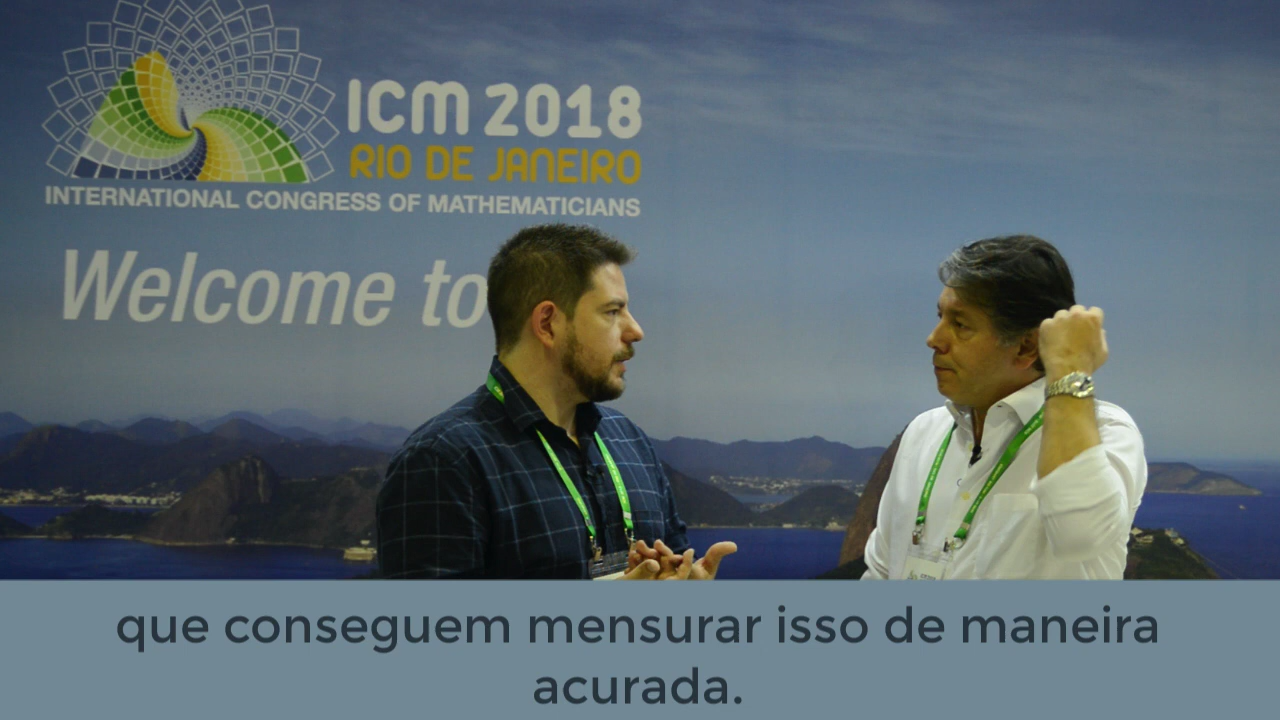 ICM 2018
RIO DE JANEIRO
INTERNATIONAL CONGRESS OF MATHEMATICIANS
Welcome to
que conseguem mensurar isso de maneira
acurada.